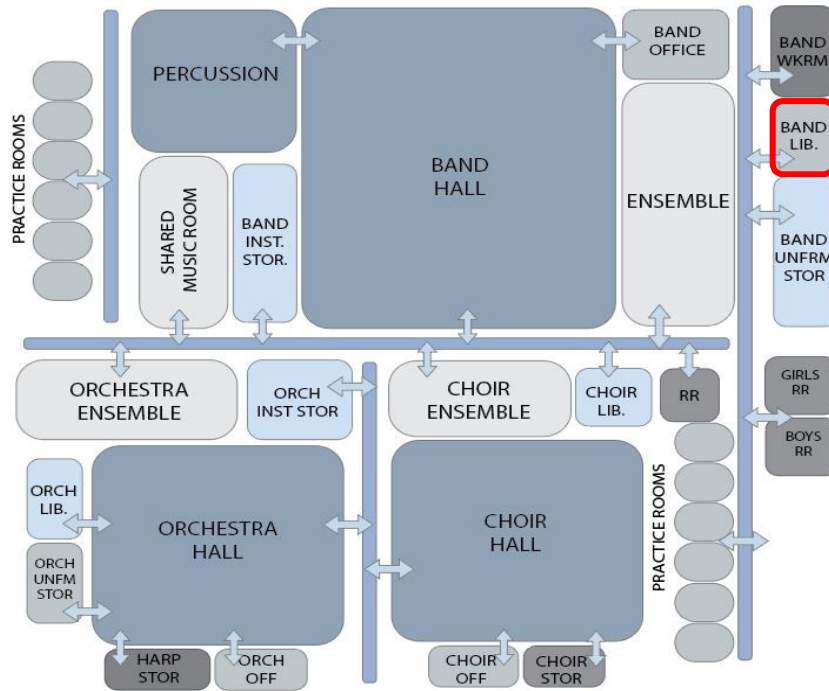 PERCUSSION
BAND
OFFICE
BAND
WKRM
PRACTICE ROOMS
BAND
LIB.
BAND
HALL
SHARED
MUSIC ROOM
BAND
INST.
STOR.
ENSEMBLE
BAND
UNFRM
STOR
ORCHESTRA
ENSEMBLE
ORCH
INST STOR
CHOIR
ENSEMBLE
CHOIR
LIB.
RR
GIRLS
RR
BOYS
RR
ORCH
LIB.
ORCHESTRA
HALL
CHOIR
HALL
PRACTICE ROOMS
ORCH
UNFM
STOR
HARP
STOR
ORCH
OFF
CHOIR
OFF
CHOIR
STOR